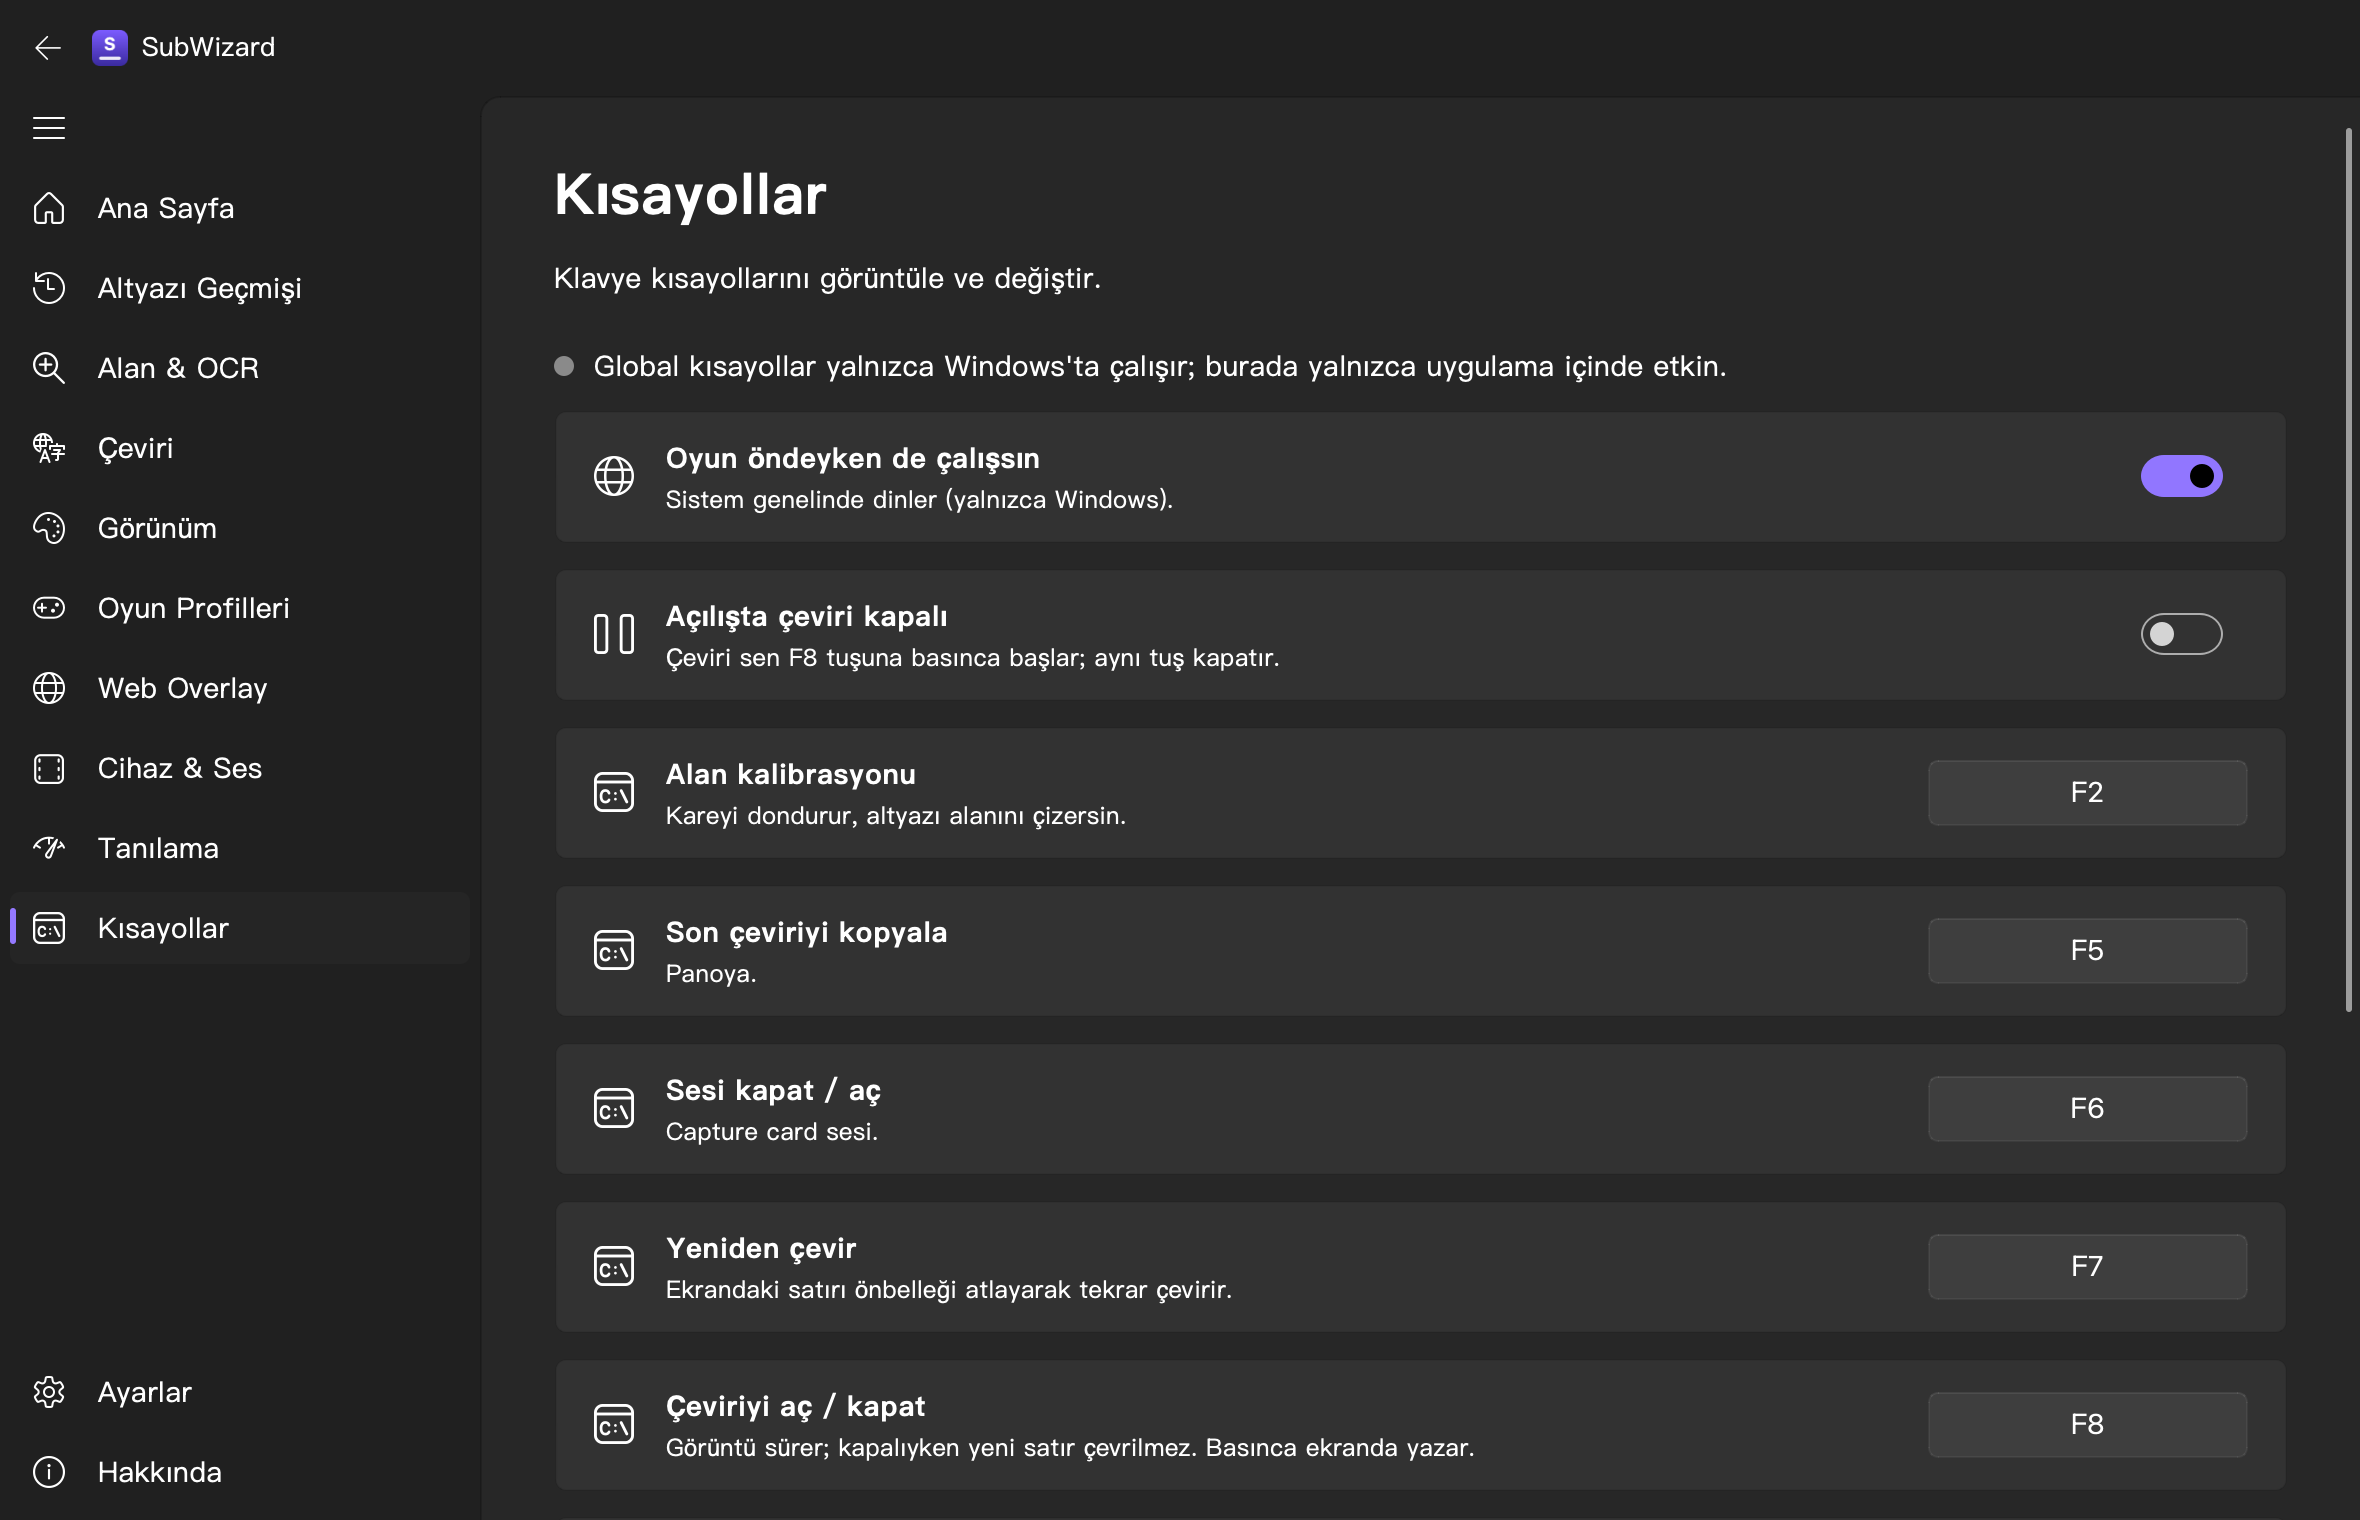 SubWizard
Ana Sayfa
Altyazı Geçmişi
Alan & OCR
Çeviri
Görünüm
Oyun Profilleri
Web Overlay
Cihaz & Ses
Tanılama
Kısayollar
Ayarlar
Hakkında
Kısayollar
Klavye kısayollarını görüntüle ve değiştir.
Global kısayollar yalnızca Windows'ta çalışır; burada yalnızca uygulama içinde etkin.
Oyun öndeyken de çalışsın
Sistem genelinde dinler (yalnızca Windows).
Açılışta çeviri kapalı
Çeviri sen F8 tuşuna basınca başlar; aynı tuş kapatır.
Alan kalibrasyonu
Kareyi dondurur, altyazı alanını çizersin.
F2
Son çeviriyi kopyala
Panoya.
F5
Sesi kapat / aç
Capture card sesi.
F6
Yeniden çevir
Ekrandaki satırı önbelleği atlayarak tekrar çevirir.
F7
Çeviriyi aç / kapat
Görüntü sürer; kapalıyken yeni satır çevrilmez. Basınca ekranda yazar.
F8